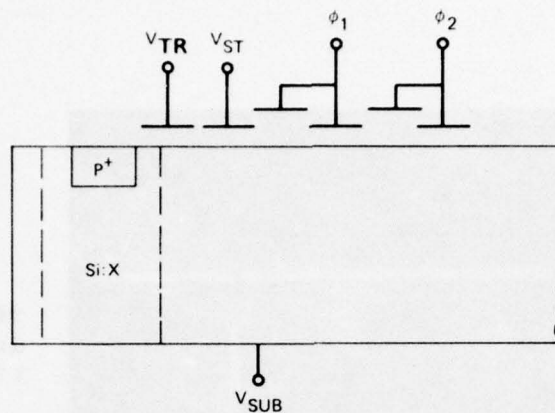 ϕ1 ϕ2
VTR VST
P+
Si:X
VSUB